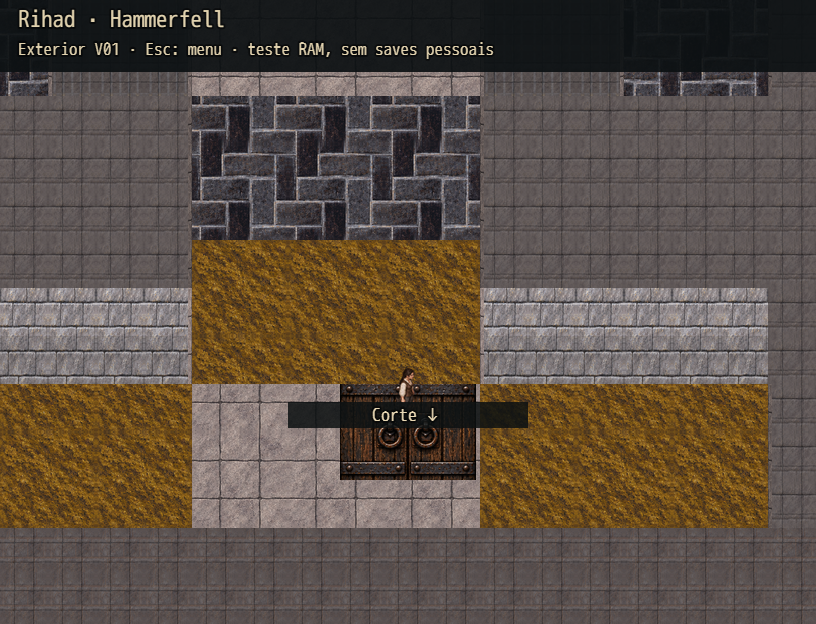 Rihad · Hammerfell
Exterior V01 · Esc: menu · teste RAM, sem saves pessoais
Corte ↓